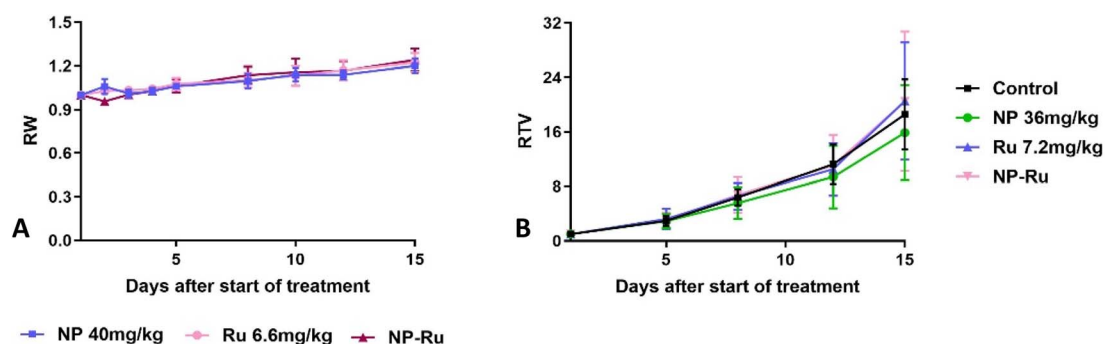 1.5
1.2
0.9
0.6
0.3
0.0
RW
A
5
10
15
Days after start of treatment
NP 40mg/kg
Ru 6.6mg/kg
NP-Ru
32
24
16
8
0
RTV
B
5
10
15
Days after start of treatment
Control
NP 36mg/kg
Ru 7.2mg/kg
NP-Ru